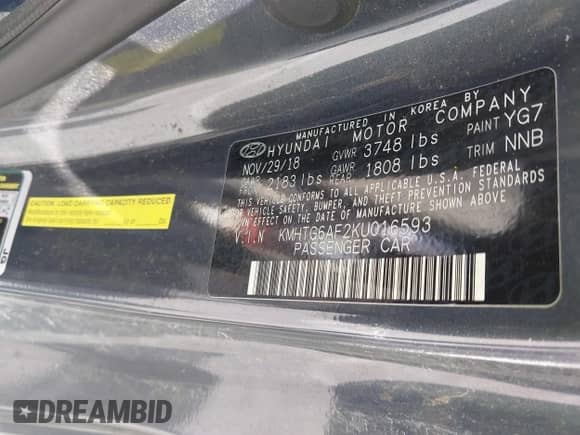 MANUFACTURED IN KOREA BY
HYUNDAI MOTOR COMPANY
NOV/29/18 GVWR 3748 lbs PAINT YG7
2183 lbs GAWR REAR 1808 lbs TRIM NNB
THIS VEHICLE CONFORMS TO ALL APPLICABLE U.S.A. FEDERAL
MOTOR VEHICLE SAFETY, BUMPER, AND THEFT PREVENTION STANDARDS
IN EFFECT ON THE DATE OF MANUFACTURE SHOWN ABOVE.
V.I.N KMHTG6AF2KU016593
PASSENGER CAR
CAUTION: LOAD CARRYING CAPACITY REDUCED
DREAMBID